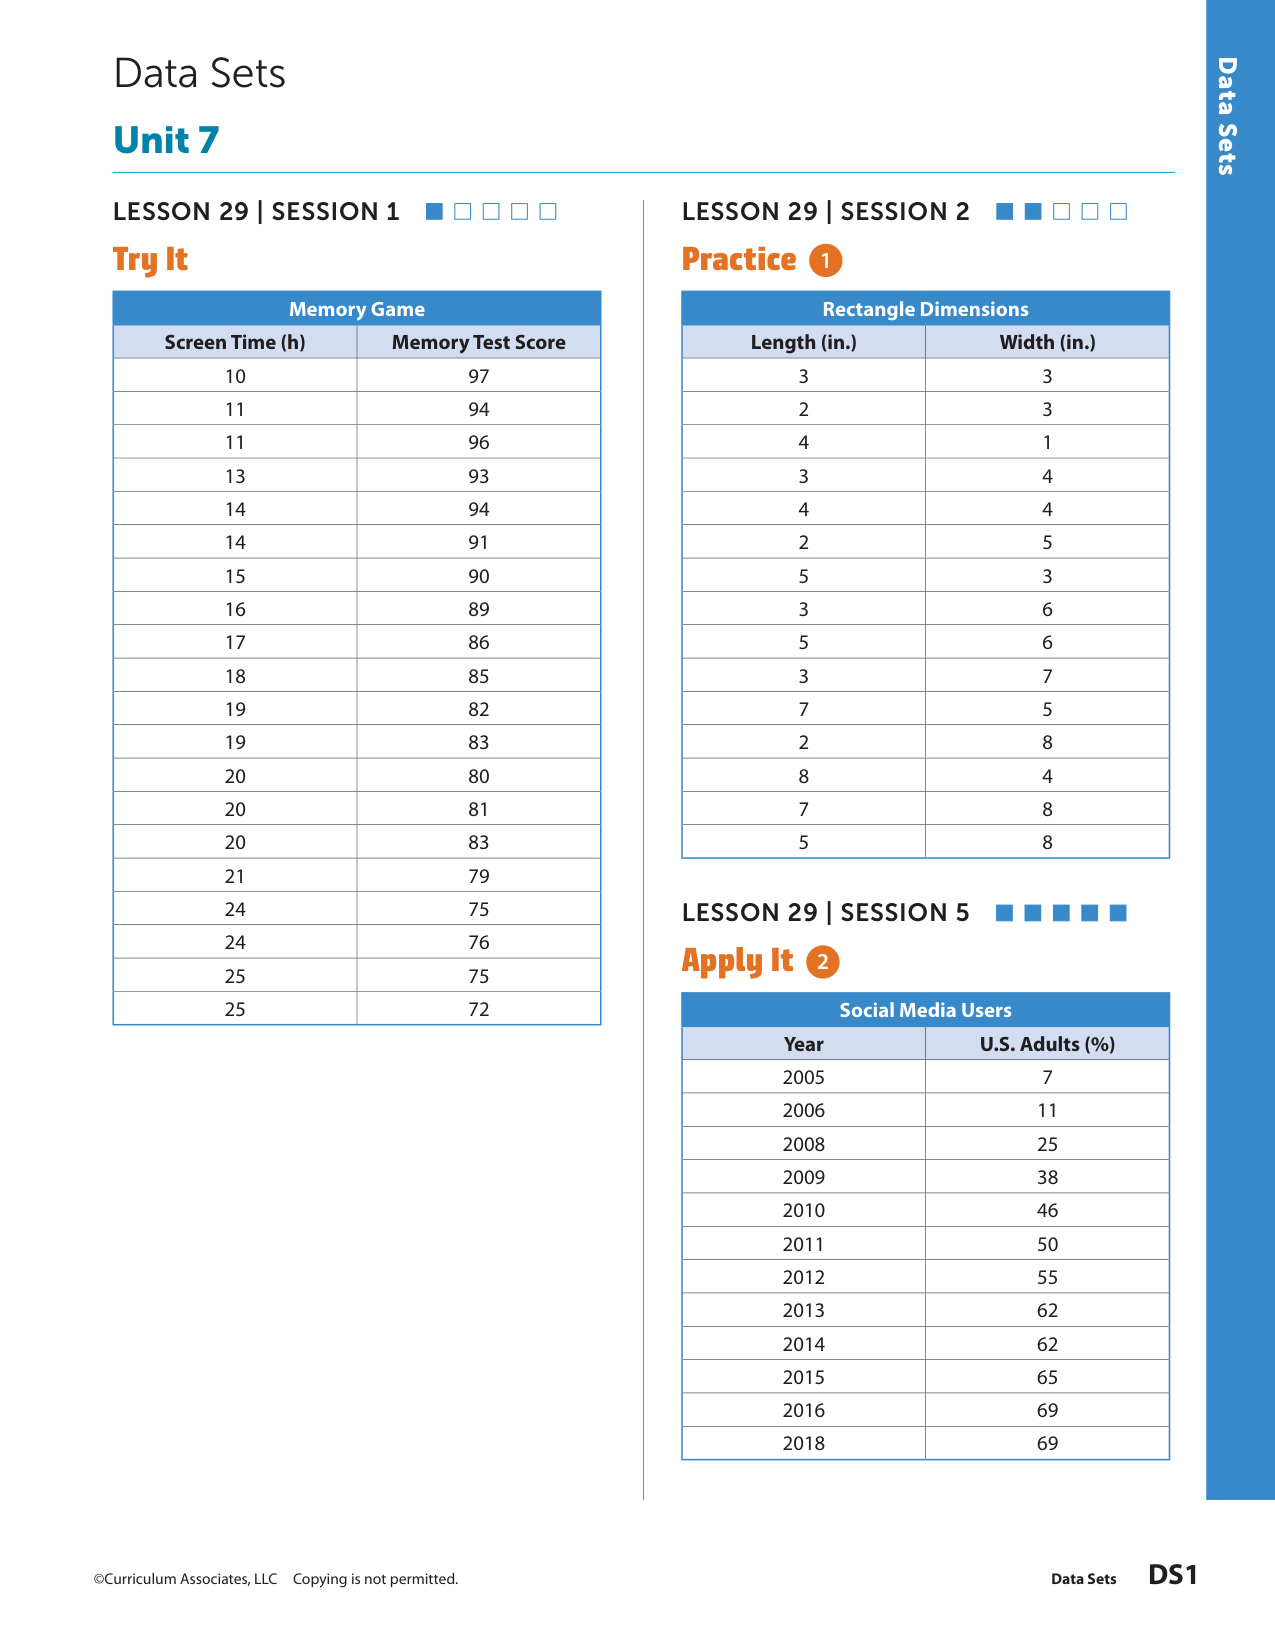 Data Sets
Unit 7
LESSON 29 | SESSION 1
Try It
Memory Game
Screen Time (h) Memory Test Score
10 97
11 94
11 96
13 93
14 94
14 91
15 90
16 89
17 86
18 85
19 82
19 83
20 80
20 81
20 83
21 79
24 75
24 76
25 75
25 72
LESSON 29 | SESSION 2
Practice 1
Rectangle Dimensions
Length (in.) Width (in.)
3 3
2 3
4 1
3 4
4 4
2 5
5 3
3 6
5 6
3 7
7 5
2 8
8 4
7 8
5 8
LESSON 29 | SESSION 5
Apply It 2
Social Media Users
Year U.S. Adults (%)
2005 7
2006 11
2008 25
2009 38
2010 46
2011 50
2012 55
2013 62
2014 62
2015 65
2016 69
2018 69
Data Sets
©Curriculum Associates, LLC Copying is not permitted.
Data Sets DS1